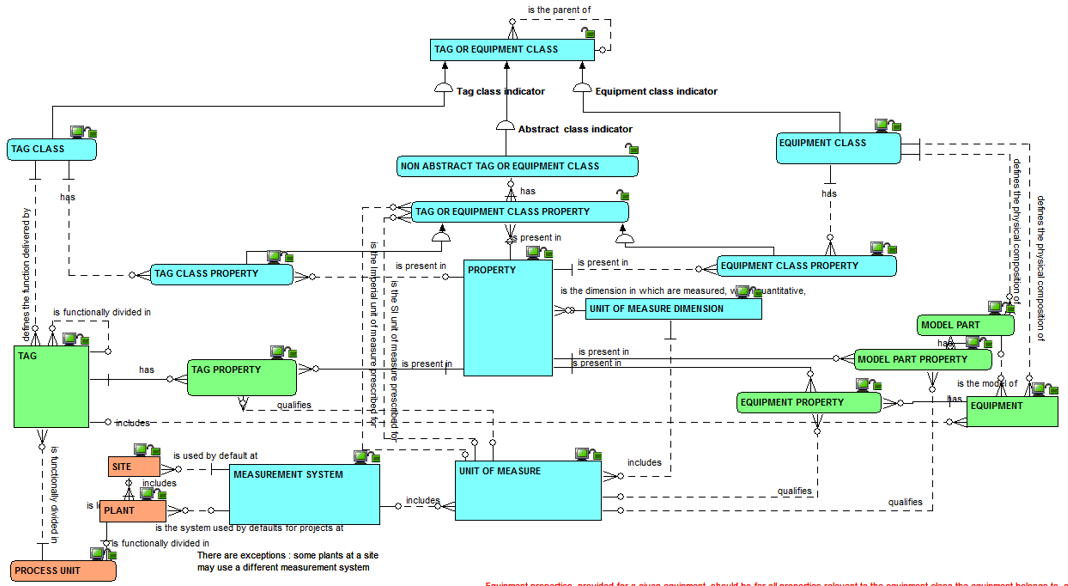 is the parent of
TAG OR EQUIPMENT CLASS
Tag class indicator
Equipment class indicator
Abstract class indicator
TAG CLASS
EQUIPMENT CLASS
NON ABSTRACT TAG OR EQUIPMENT CLASS
has
has
has
TAG OR EQUIPMENT CLASS PROPERTY
is present in
defines the function delivered by
is the Imperial unit of measure prescribed for
is the SI unit of measure prescribed for
defines the physical composition of
defines the physical composition of
TAG CLASS PROPERTY
is present in
PROPERTY
is present in
EQUIPMENT CLASS PROPERTY
is the dimension in which are measured, quantitative,
UNIT OF MEASURE DIMENSION
is functionally divided in
MODEL PART
has
TAG
is present in
MODEL PART PROPERTY
has
TAG PROPERTY
is present in
is present in
is the model of
qualifies
EQUIPMENT PROPERTY
has
EQUIPMENT
includes
is functionally divided in
SITE
is used by default at
MEASUREMENT SYSTEM
UNIT OF MEASURE
includes
includes
qualifies
includes
qualifies
PLANT
is the system used by defaults for projects at
is functionally divided in
There are exceptions : some plants at a site
may use a different measurement system
PROCESS UNIT